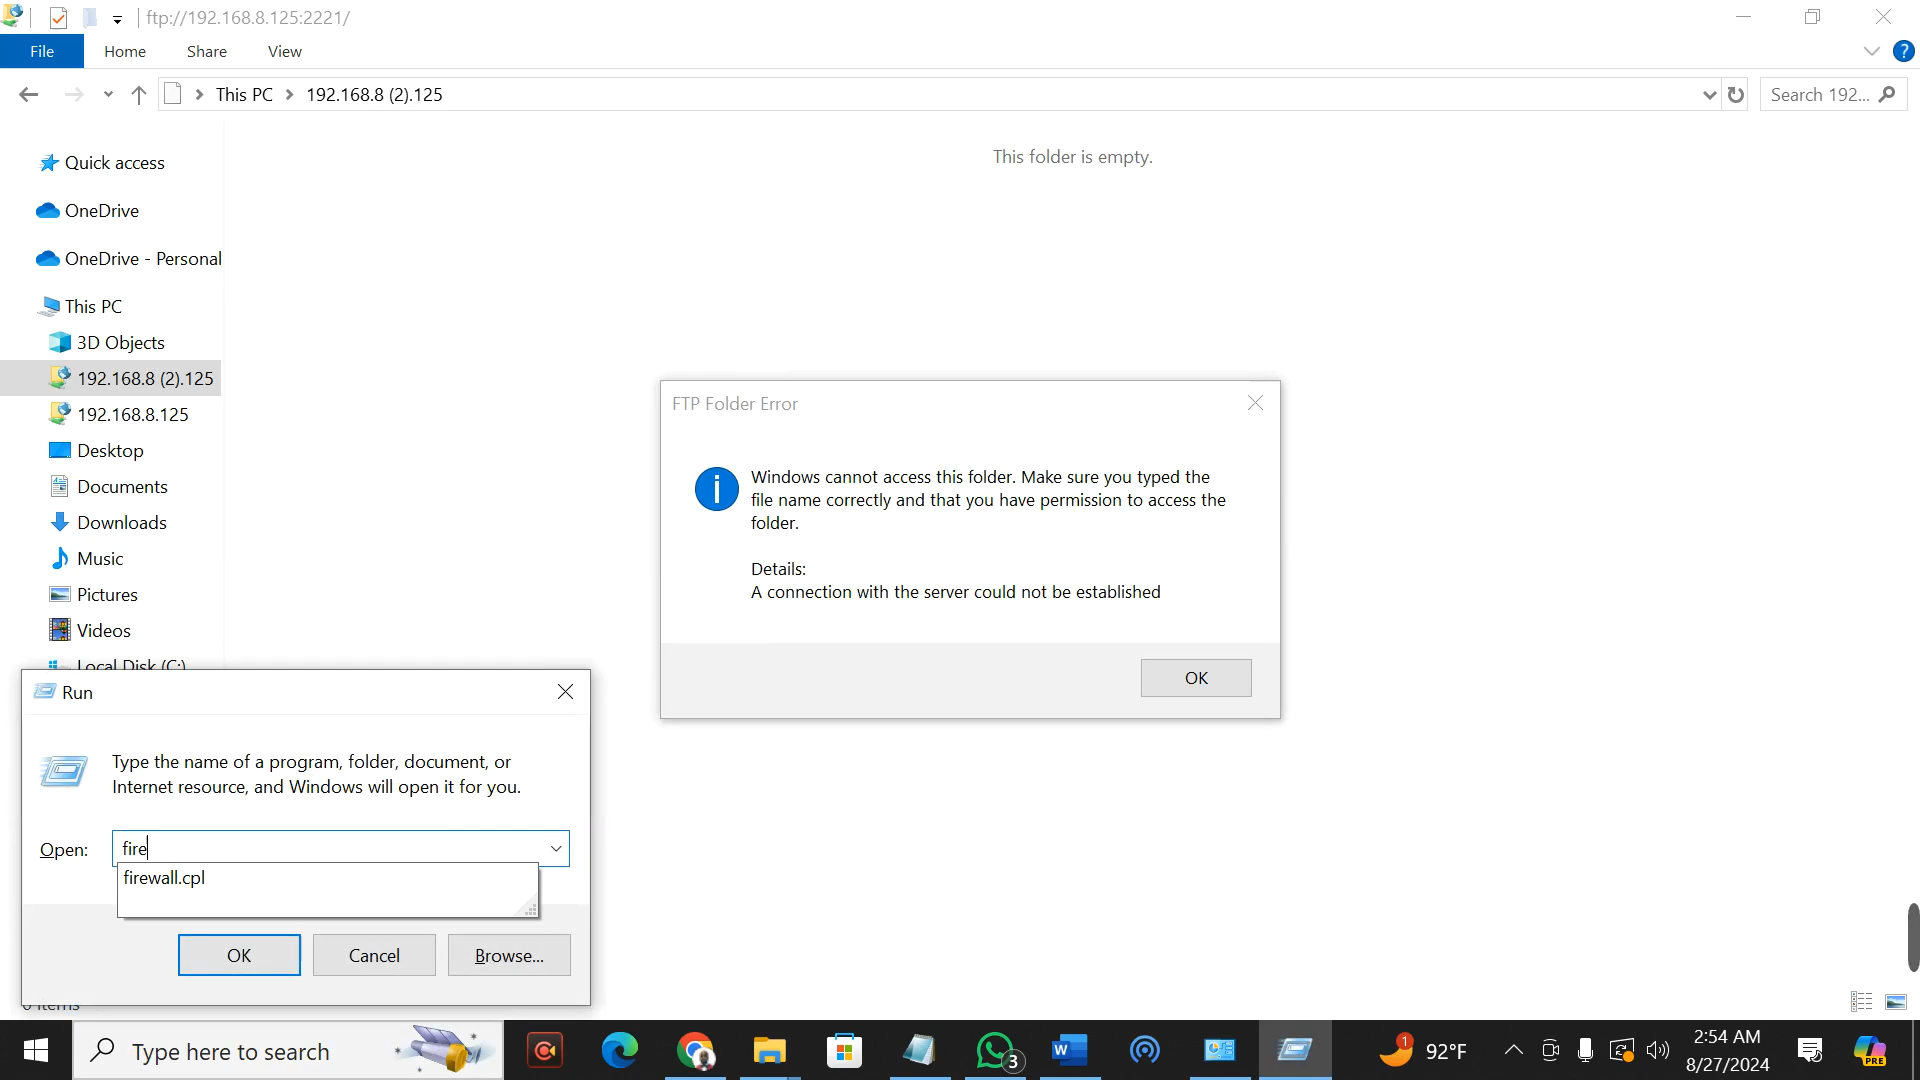 ftp://192.168.8.125:2221/
File Home Share View
?
This PC 192.168.8 (2).125
Search 192...
Quick access
This folder is empty.
OneDrive
OneDrive - Personal
This PC
3D Objects
192.168.8 (2).125
192.168.8.125
Desktop
Documents
Downloads
Music
Pictures
Videos
Local Disk (C:)
FTP Folder Error
Windows cannot access this folder. Make sure you typed the
file name correctly and that you have permission to access the
folder.
Details:
A connection with the server could not be established
OK
Run
Type the name of a program, folder, document, or
Internet resource, and Windows will open it for you.
Open: fire
firewall.cpl
OK Cancel Browse...
0 items
Type here to search
3
W
1
92°F
2:54 AM
8/27/2024
PRE